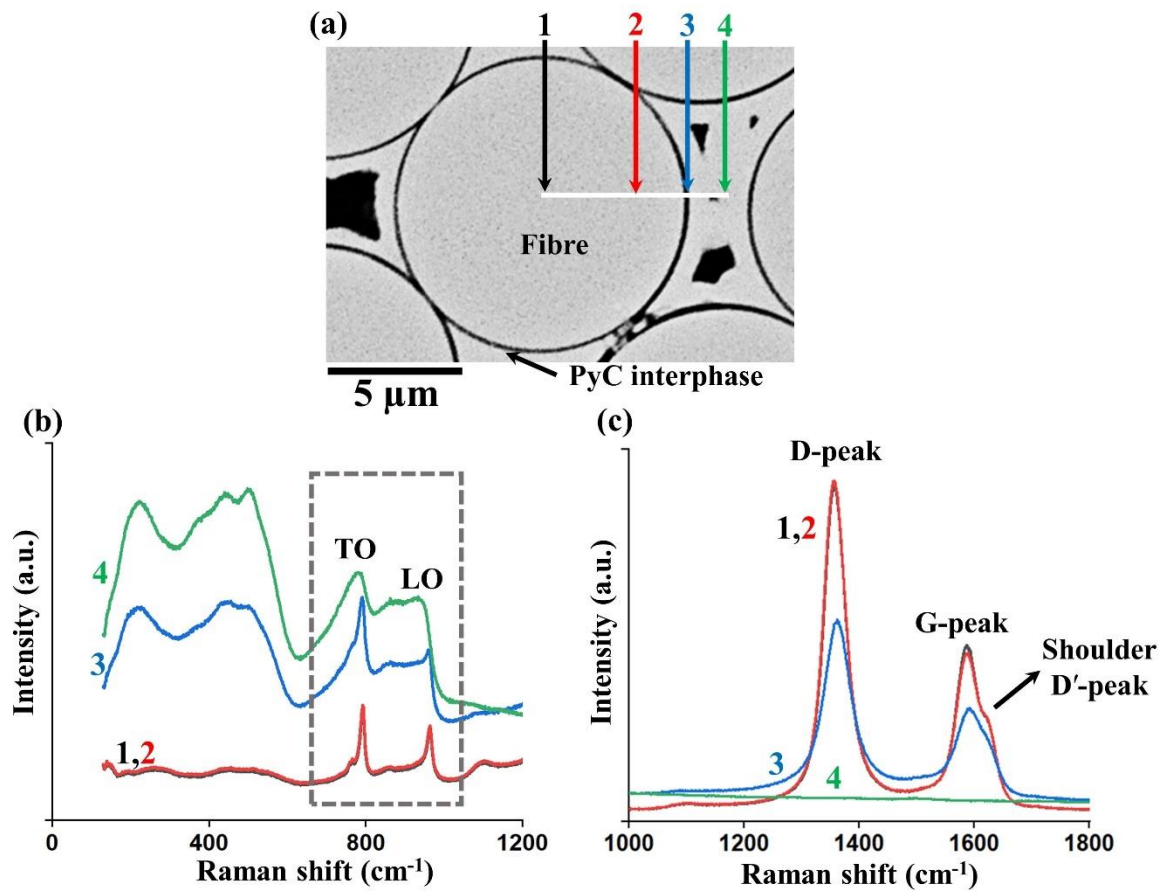 (a)
1 2 3 4
Fibre
PyC interphase
5 μm
(b)
Intensity (a.u.)
4
3
1,2
TO
LO
0 400 800 1200
Raman shift (cm-1)
(c)
Intensity (a.u.)
D-peak
1,2
G-peak
Shoulder
D′-peak
3
4
1000 1200 1400 1600 1800
Raman shift (cm-1)